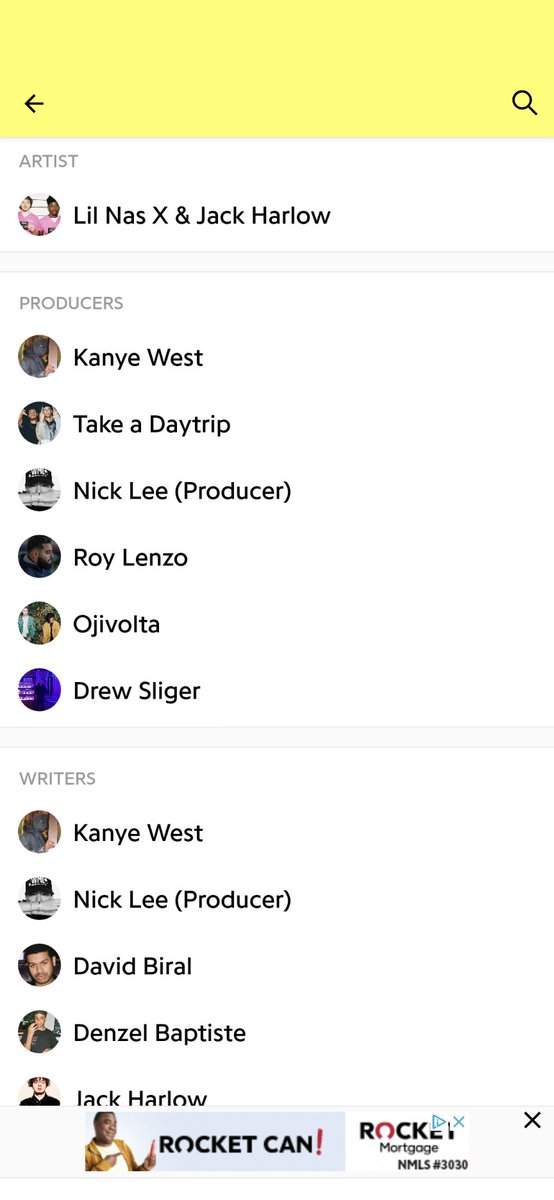 ARTIST
Lil Nas X & Jack Harlow
PRODUCERS
Kanye West
Take a Daytrip
Nick Lee (Producer)
Roy Lenzo
Ojivolta
Drew Sliger
WRITERS
Kanye West
Nick Lee (Producer)
David Biral
Denzel Baptiste
Jack Harlow
ROCKET CAN!
ROCKET
Mortgage
NMLS #3030